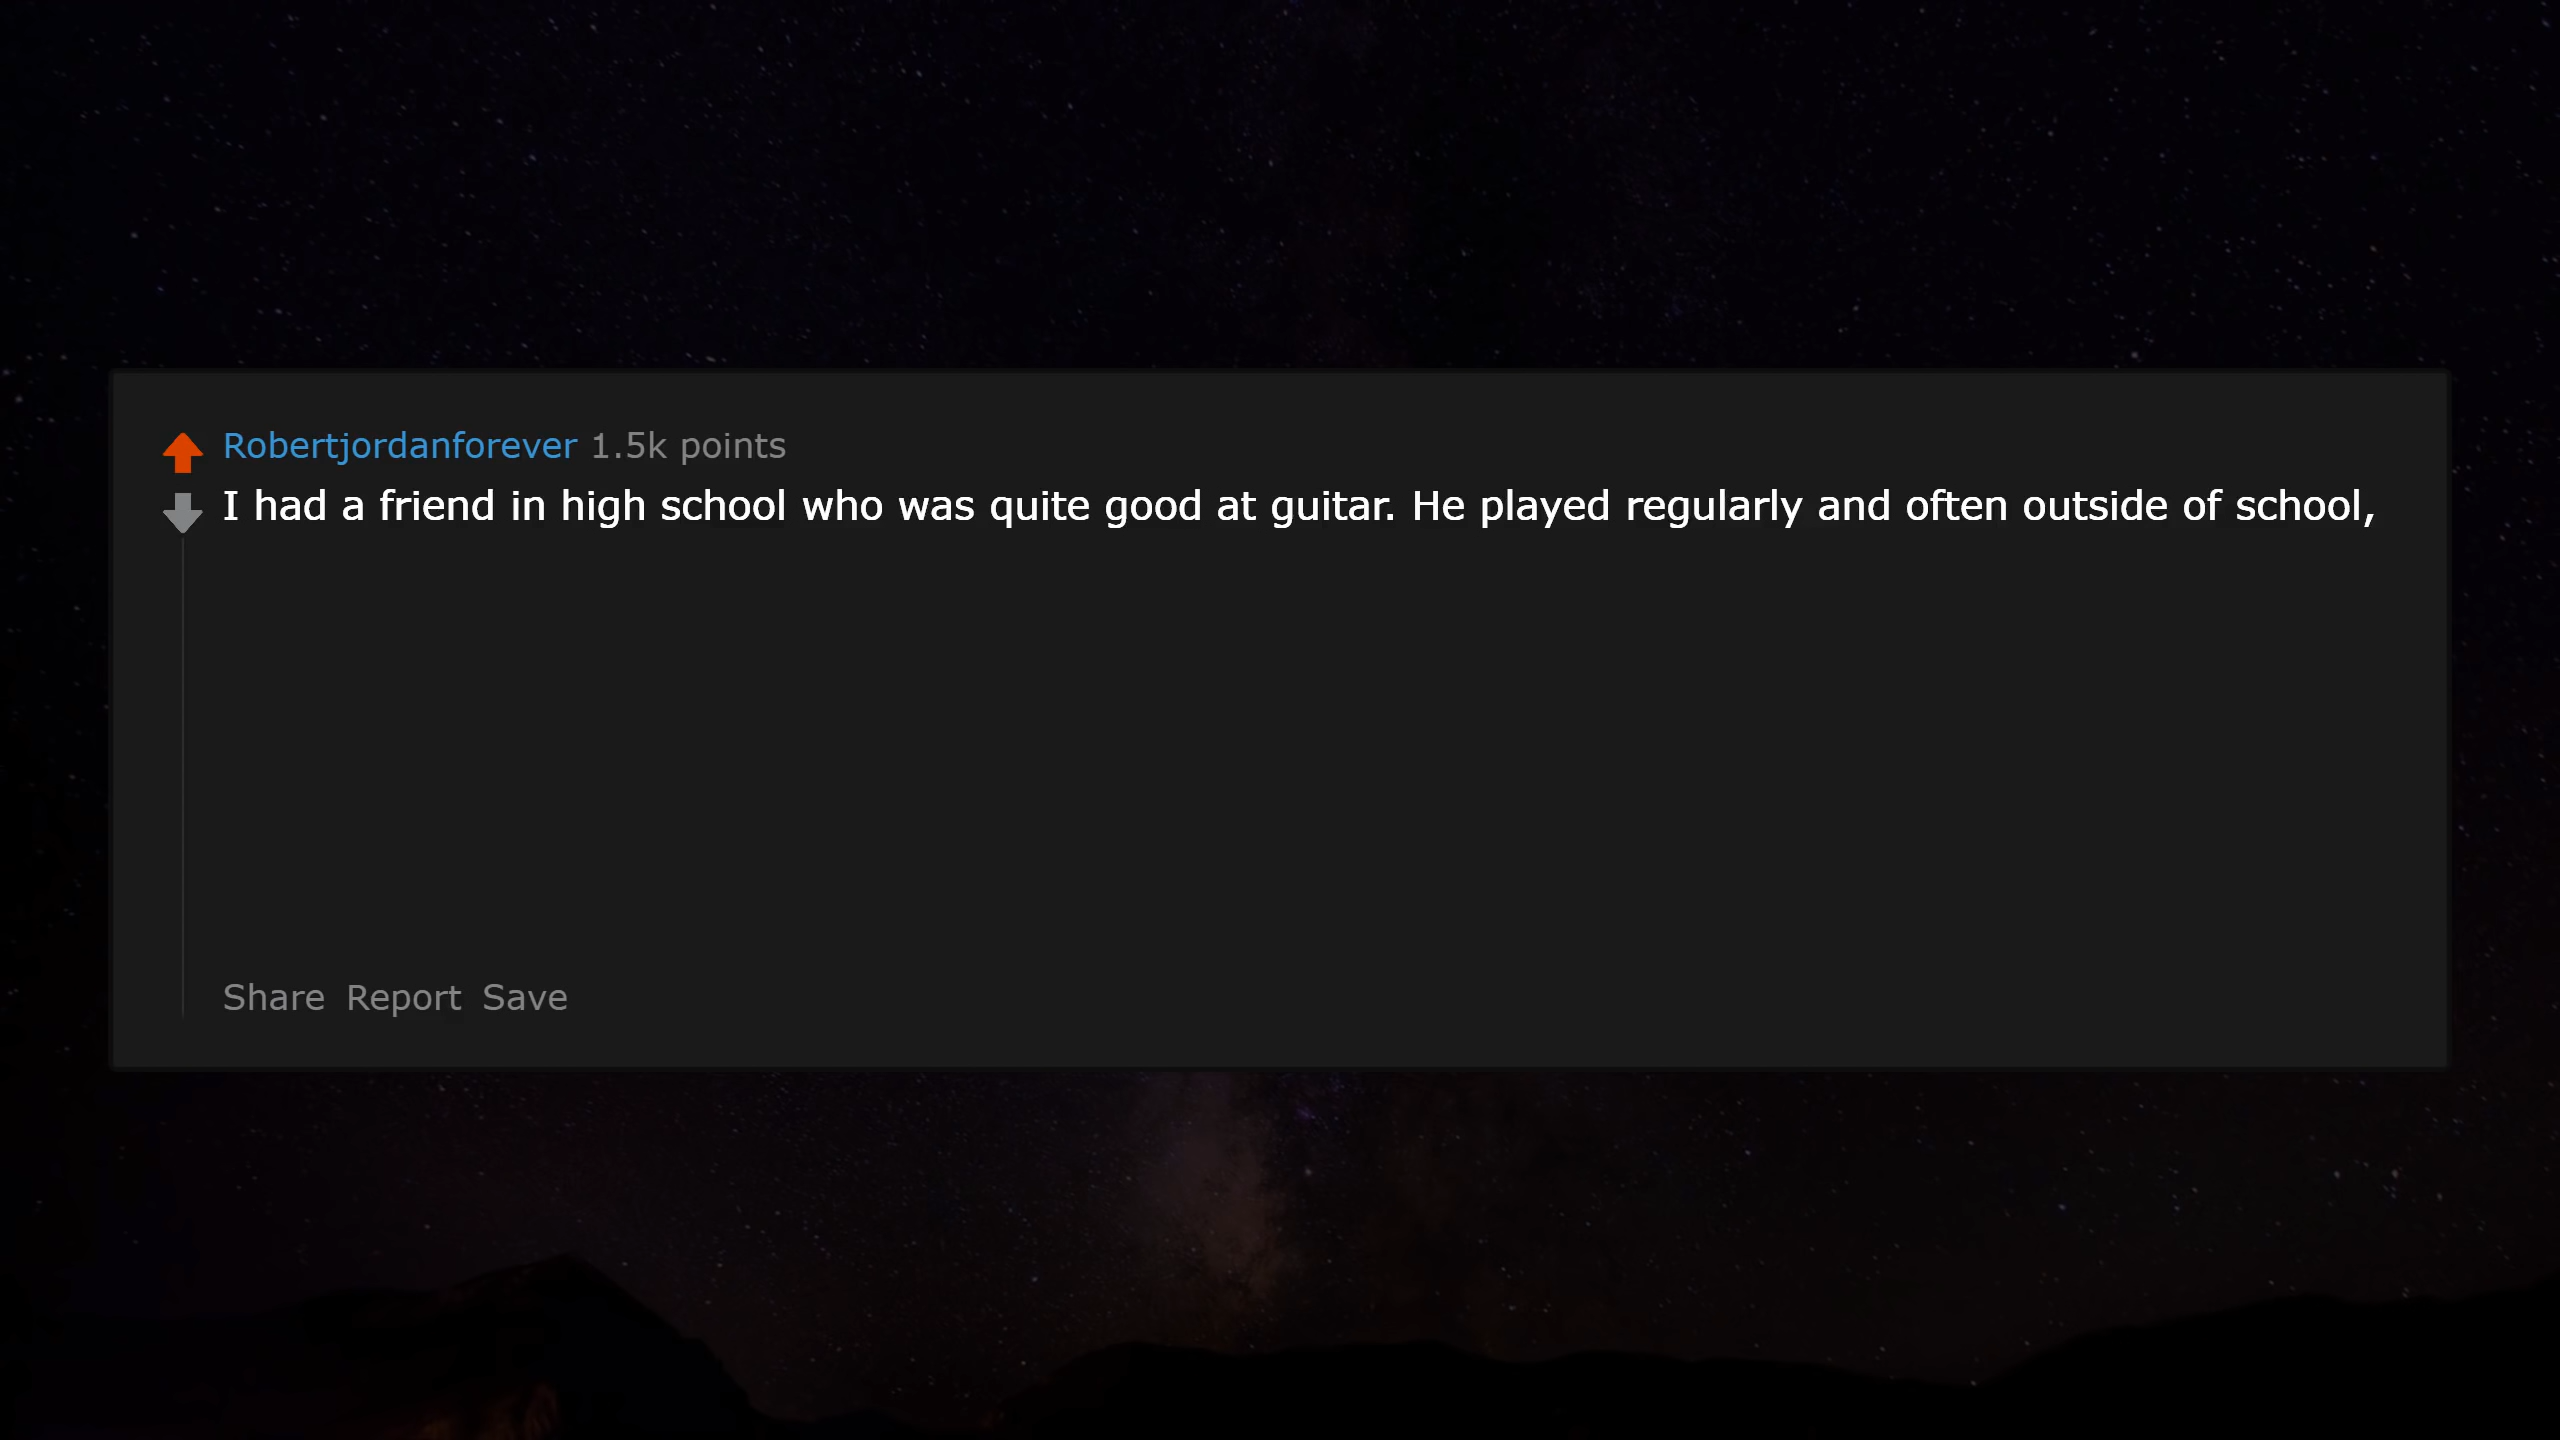 Robertjordanforever 1.5k points
I had a friend in high school who was quite good at guitar. He played regularly and often outside of school,
Share Report Save